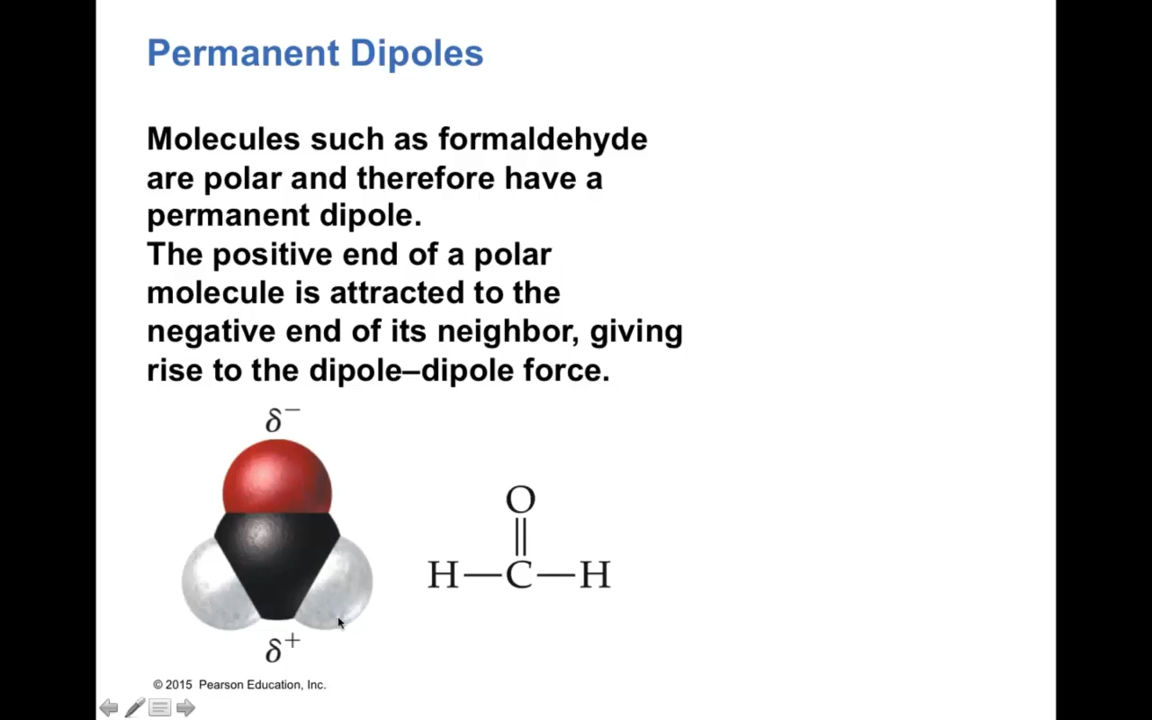 Permanent Dipoles
Molecules such as formaldehyde
are polar and therefore have a
permanent dipole.
The positive end of a polar
molecule is attracted to the
negative end of its neighbor, giving
rise to the dipole–dipole force.
δ⁻
O
H—C—H
δ⁺
© 2015 Pearson Education, Inc.